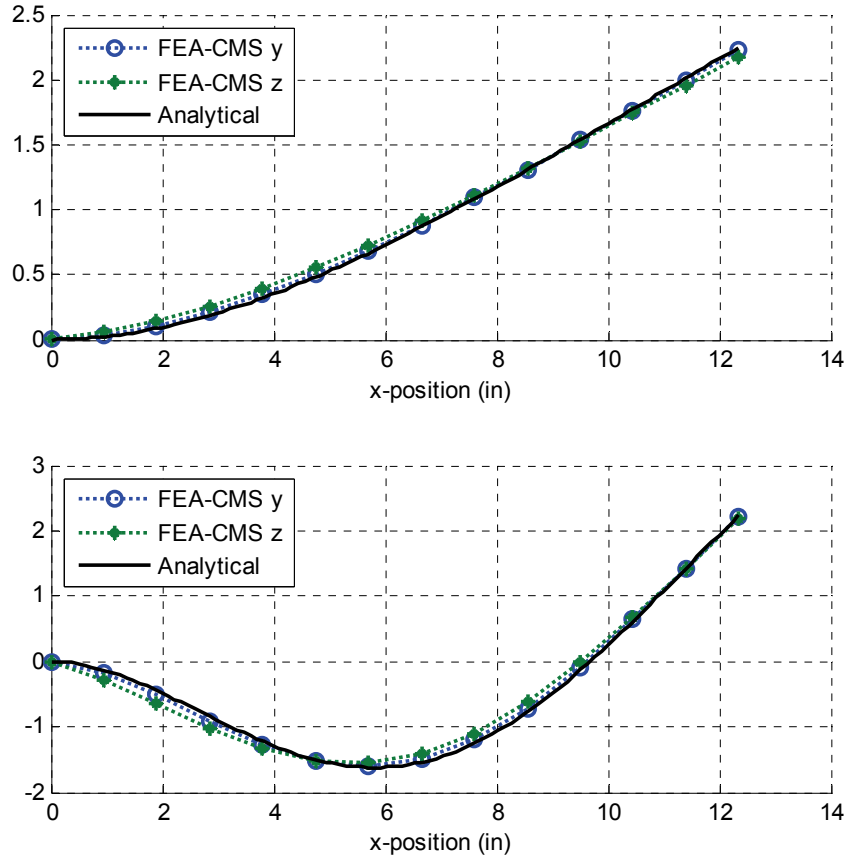 2.5
2
1.5
1
0.5
0
FEA-CMS y
FEA-CMS z
Analytical
0 2 4 6 8 10 12 14
x-position (in)
3
2
1
0
-1
-2
FEA-CMS y
FEA-CMS z
Analytical
0 2 4 6 8 10 12 14
x-position (in)